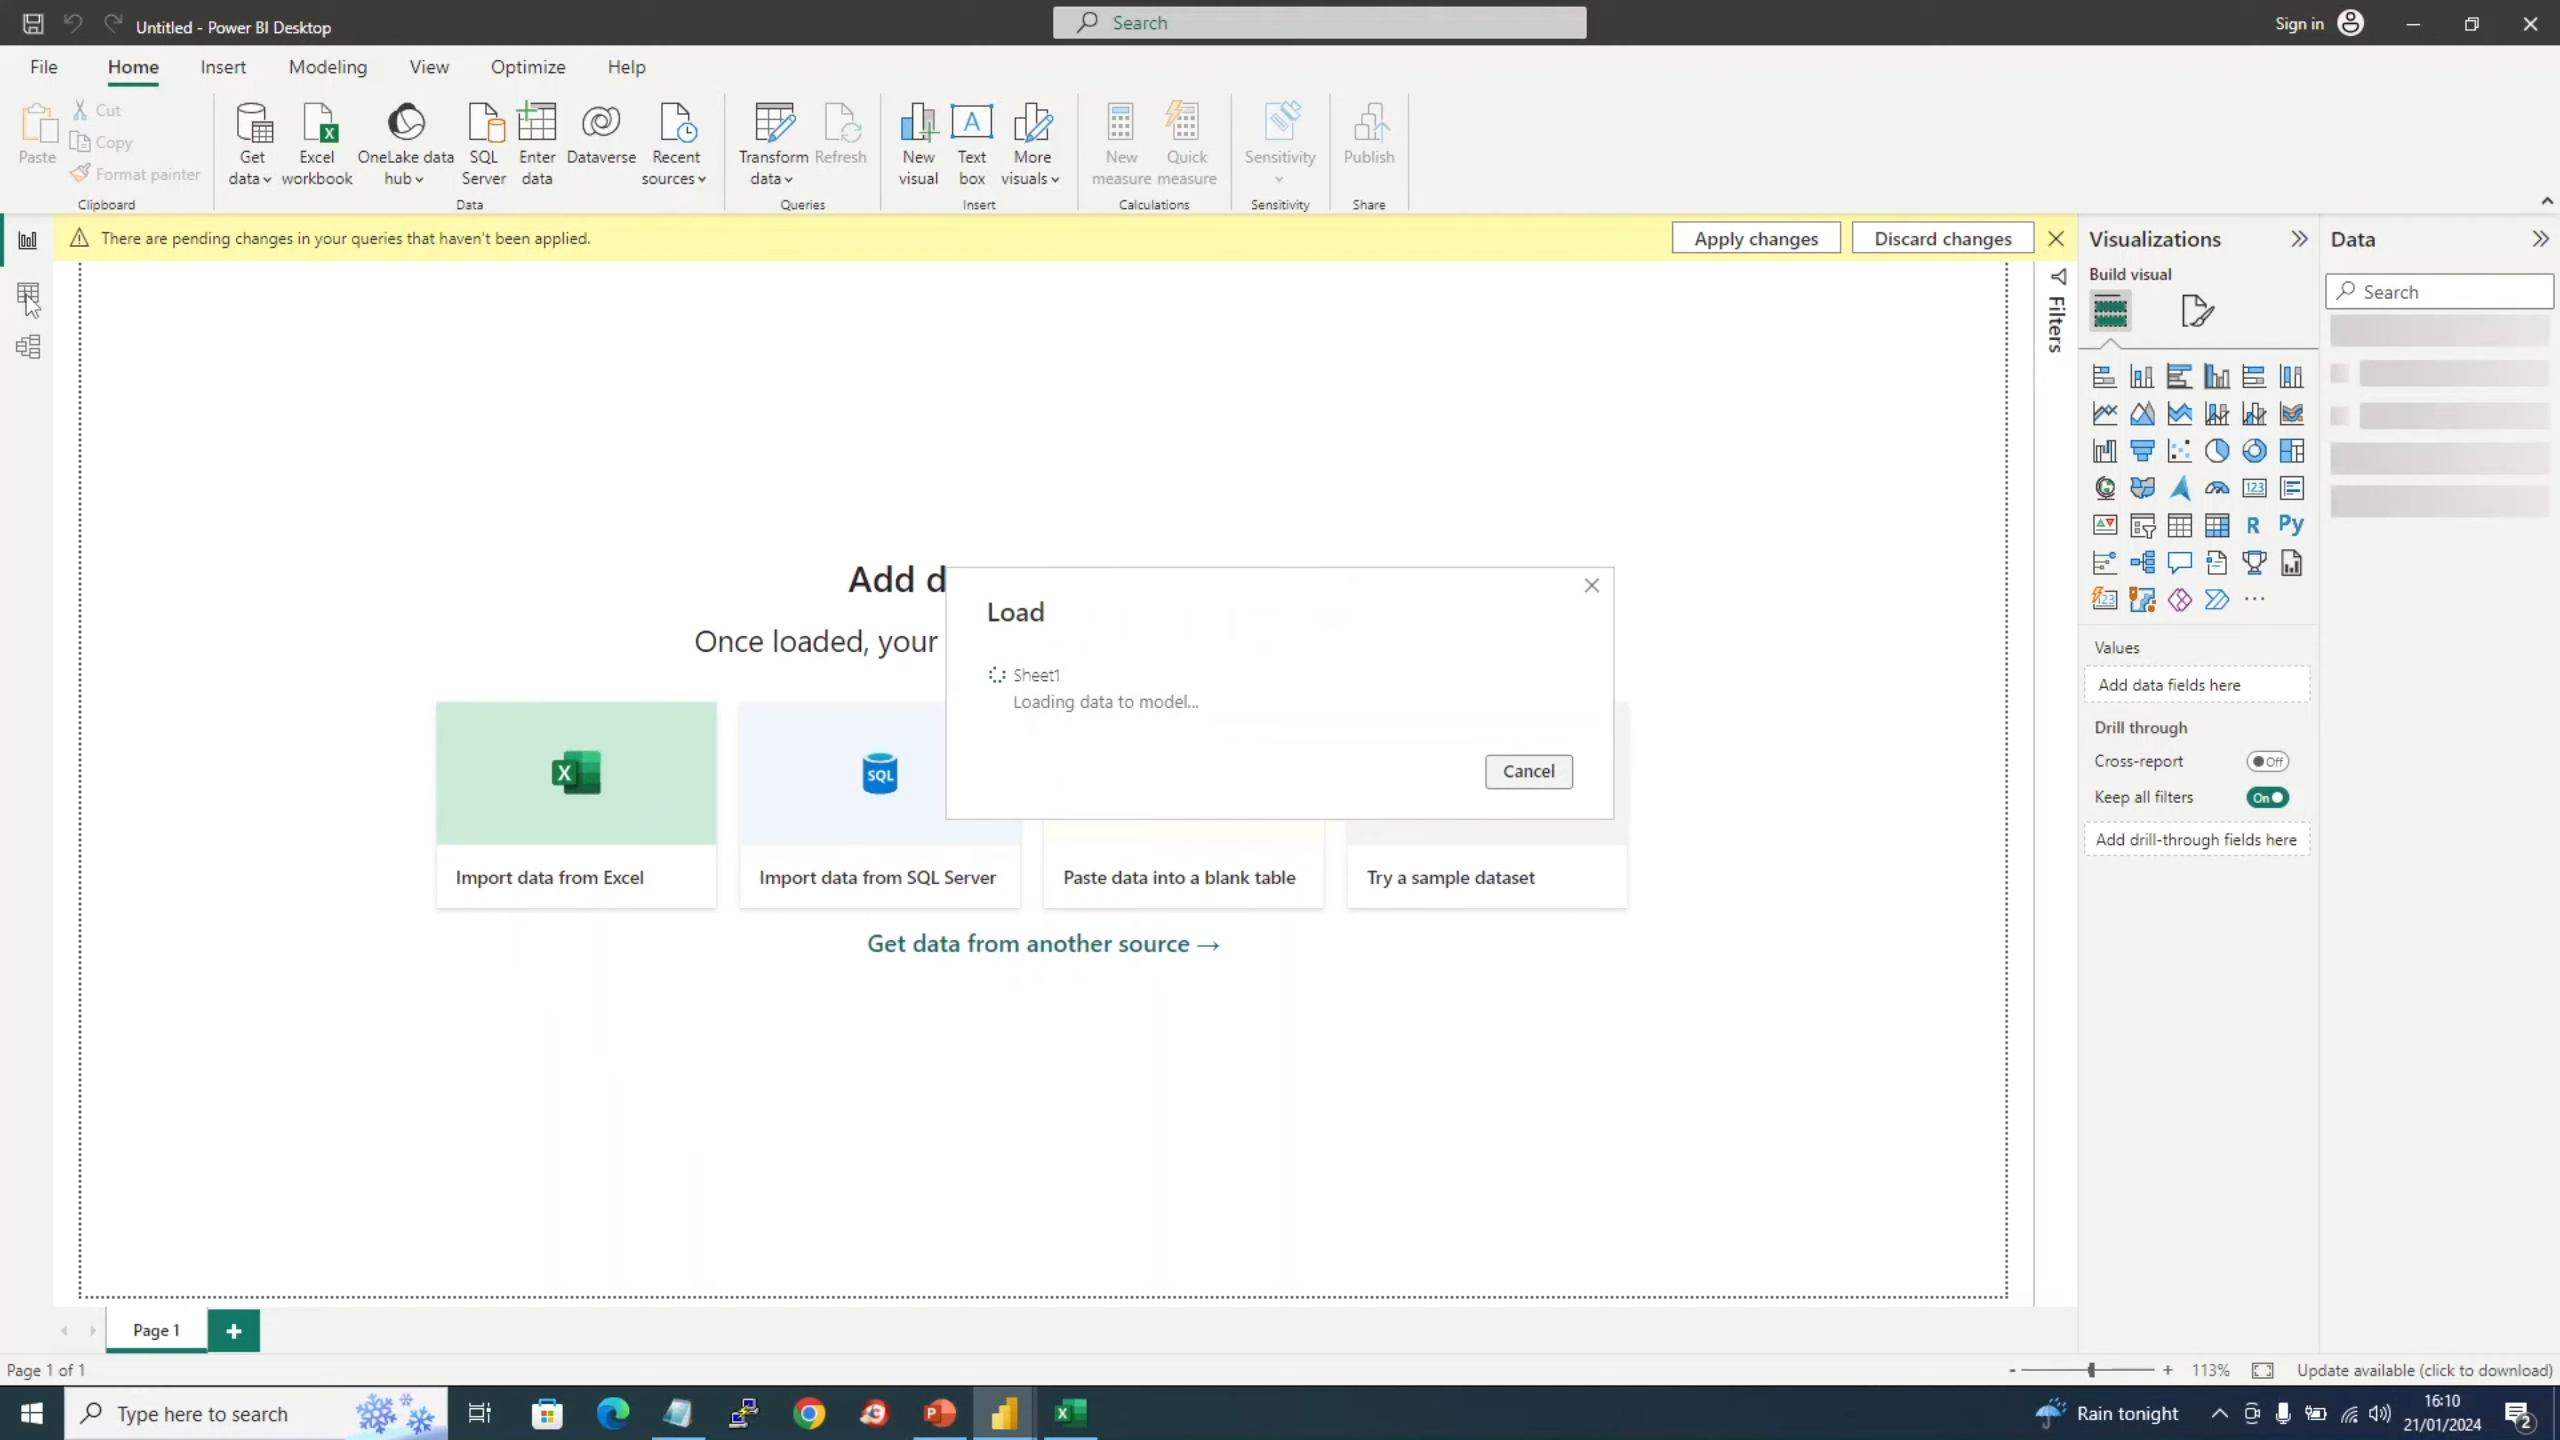 Untitled - Power BI Desktop
Search
Sign in
File
Home
Insert
Modeling
View
Optimize
Help
Paste
Cut
Copy
Format painter
Clipboard
Get data
Excel workbook
OneLake data hub
SQL Server
Enter data
Dataverse
Recent sources
Data
Transform data
Refresh
Queries
New visual
Text box
More visuals
Insert
New measure
Quick measure
Calculations
Sensitivity
Sensitivity
Publish
Share
There are pending changes in your queries that haven't been applied.
Apply changes
Discard changes
Filters
Visualizations
Build visual
Data
Search
R
Py
123
123
Values
Add data fields here
Drill through
Cross-report
Off
Keep all filters
On
Add drill-through fields here
Add d
Once loaded, your
Load
Sheet1
Loading data to model...
Cancel
X
SQL
Import data from Excel
Import data from SQL Server
Paste data into a blank table
Try a sample dataset
Get data from another source →
Page 1
+
Page 1 of 1
- + 113%
Update available (click to download)
Type here to search
Rain tonight
16:10
21/01/2024
2